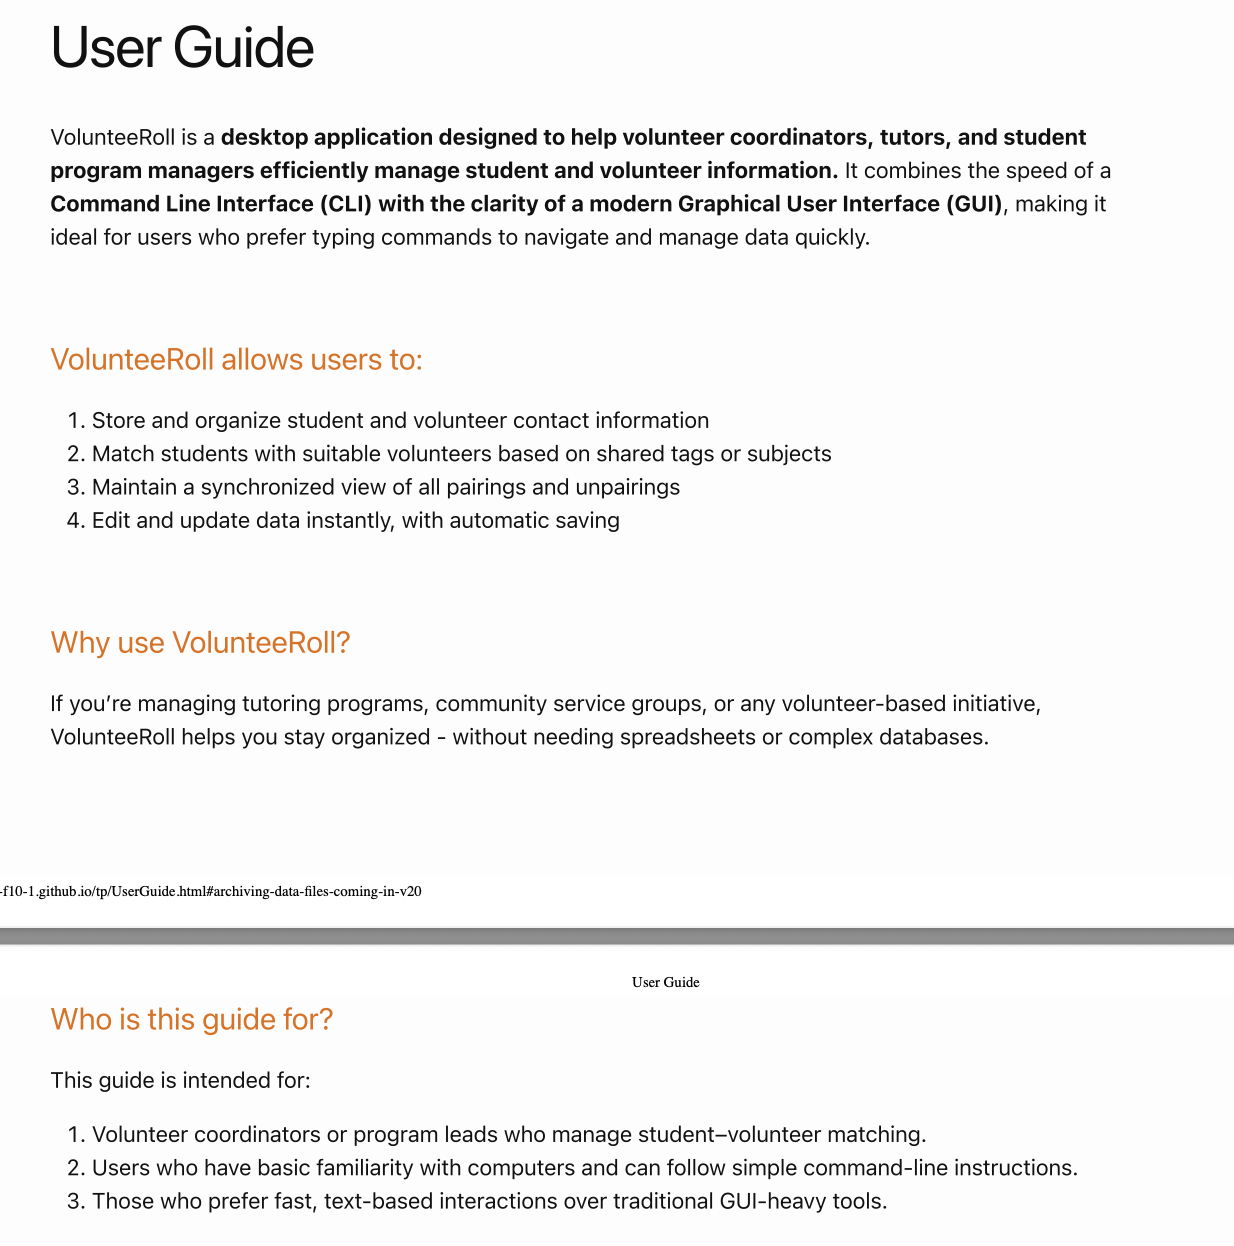 User Guide
VolunteeRoll is a desktop application designed to help volunteer coordinators, tutors, and student
program managers efficiently manage student and volunteer information. It combines the speed of a
Command Line Interface (CLI) with the clarity of a modern Graphical User Interface (GUI), making it
ideal for users who prefer typing commands to navigate and manage data quickly.
VolunteeRoll allows users to:
1. Store and organize student and volunteer contact information
2. Match students with suitable volunteers based on shared tags or subjects
3. Maintain a synchronized view of all pairings and unpairings
4. Edit and update data instantly, with automatic saving
Why use VolunteeRoll?
If you’re managing tutoring programs, community service groups, or any volunteer-based initiative,
VolunteeRoll helps you stay organized - without needing spreadsheets or complex databases.
-f10-1.github.io/tp/UserGuide.html#archiving-data-files-coming-in-v20
User Guide
Who is this guide for?
This guide is intended for:
1. Volunteer coordinators or program leads who manage student–volunteer matching.
2. Users who have basic familiarity with computers and can follow simple command-line instructions.
3. Those who prefer fast, text-based interactions over traditional GUI-heavy tools.